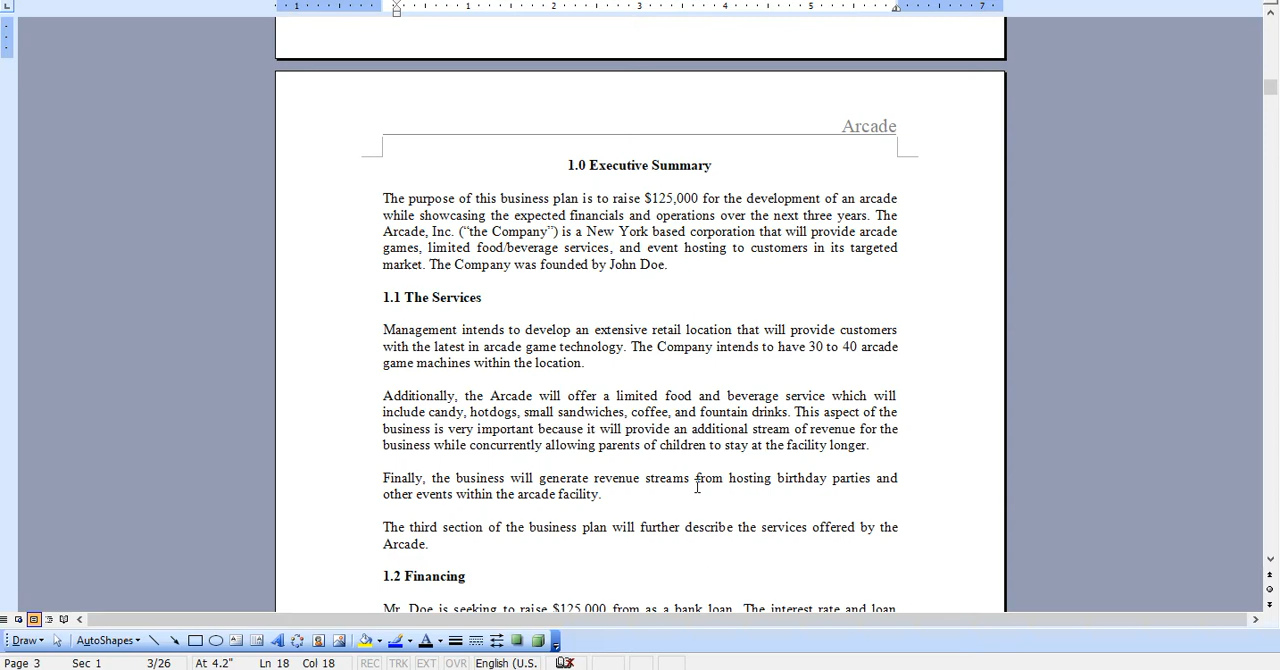 1 1 2 3 4 5 7
Arcade
1.0 Executive Summary
The purpose of this business plan is to raise $125,000 for the development of an arcade
while showcasing the expected financials and operations over the next three years. The
Arcade, Inc. (“the Company”) is a New York based corporation that will provide arcade
games, limited food/beverage services, and event hosting to customers in its targeted
market. The Company was founded by John Doe.
1.1 The Services
Management intends to develop an extensive retail location that will provide customers
with the latest in arcade game technology. The Company intends to have 30 to 40 arcade
game machines within the location.
Additionally, the Arcade will offer a limited food and beverage service which will
include candy, hotdogs, small sandwiches, coffee, and fountain drinks. This aspect of the
business is very important because it will provide an additional stream of revenue for the
business while concurrently allowing parents of children to stay at the facility longer.
Finally, the business will generate revenue streams from hosting birthday parties and
other events within the arcade facility.
The third section of the business plan will further describe the services offered by the
Arcade.
1.2 Financing
Mr. Doe is seeking to raise $125,000 from as a bank loan. The interest rate and loan
Draw AutoShapes
Page 3 Sec 1 3/26 At 4.2" Ln 18 Col 18 REC TRK EXT OVR English (U.S.